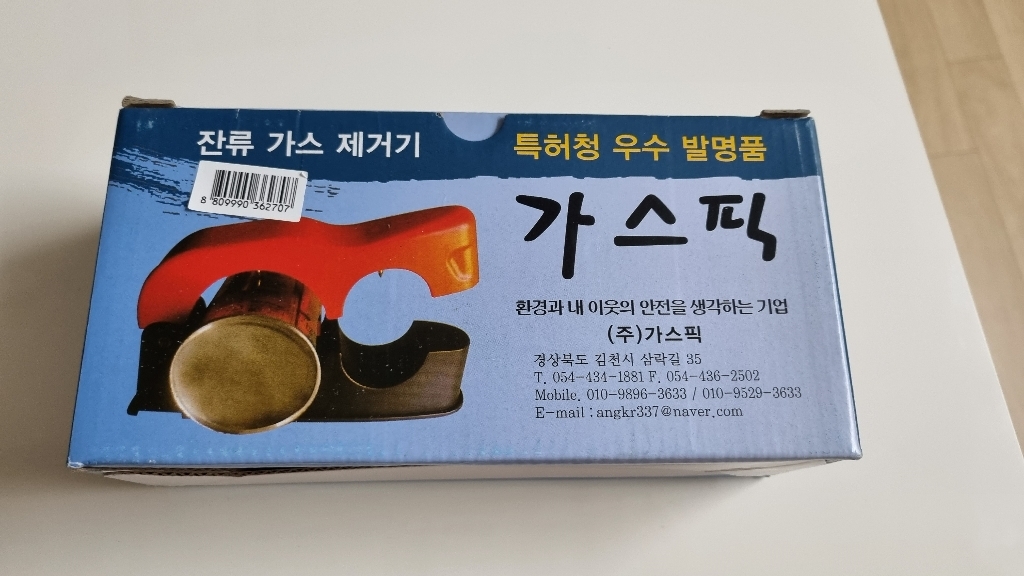 잔류 가스 제거기
특허청 우수 발명품
8 809990 362707
가스픽
환경과 내 이웃의 안전을 생각하는 기업
(주)가스픽
경상북도 김천시 삼락길 35
T. 054-434-1881 F. 054-436-2502
Mobile. 010-9896-3633 / 010-9529-3633
E-mail : angkr337@naver.com